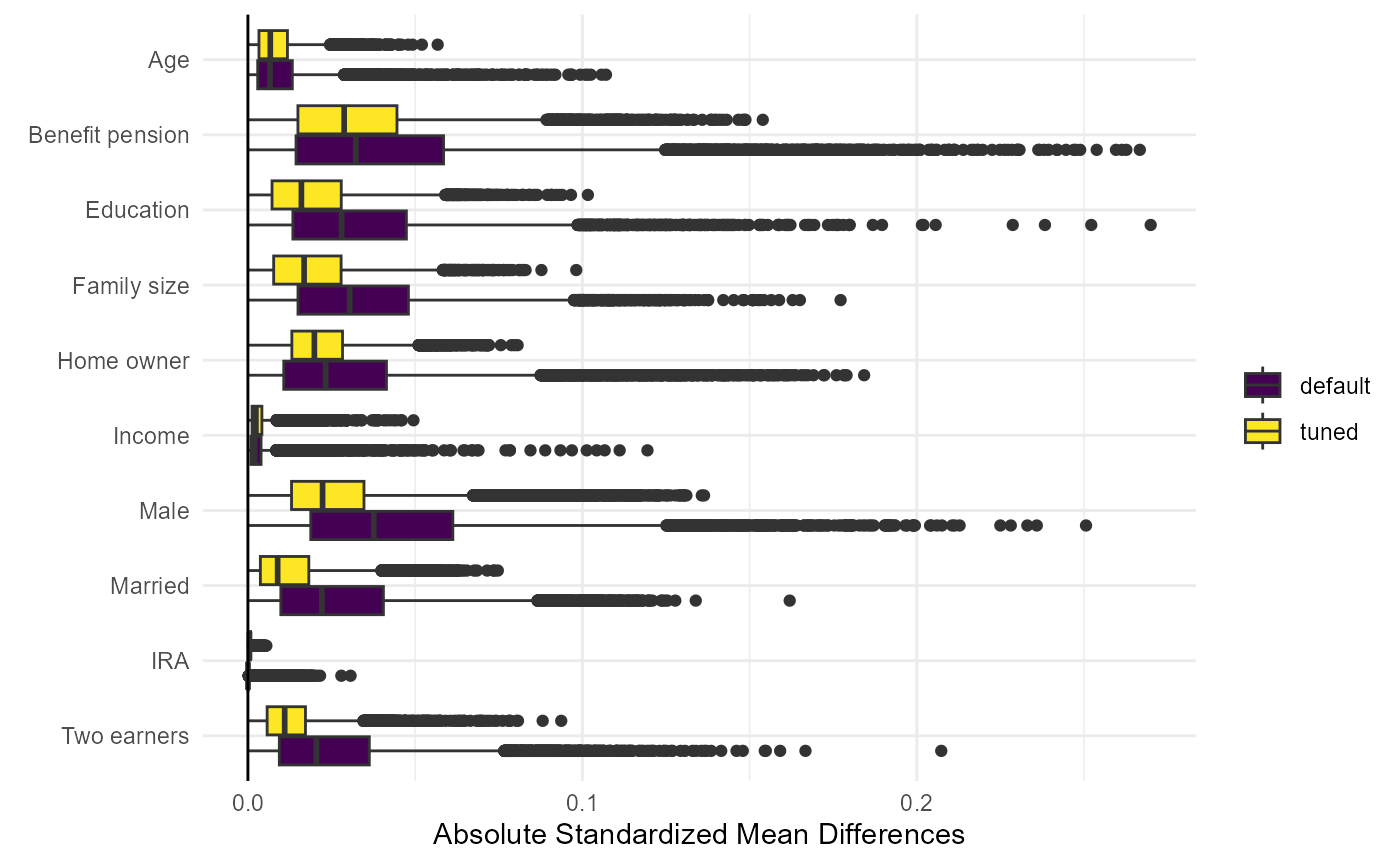 Age
Benefit pension
Education
Family size
Home owner
Income
Male
Married
IRA
Two earners
0.0 0.1 0.2
Absolute Standardized Mean Differences
default
tuned